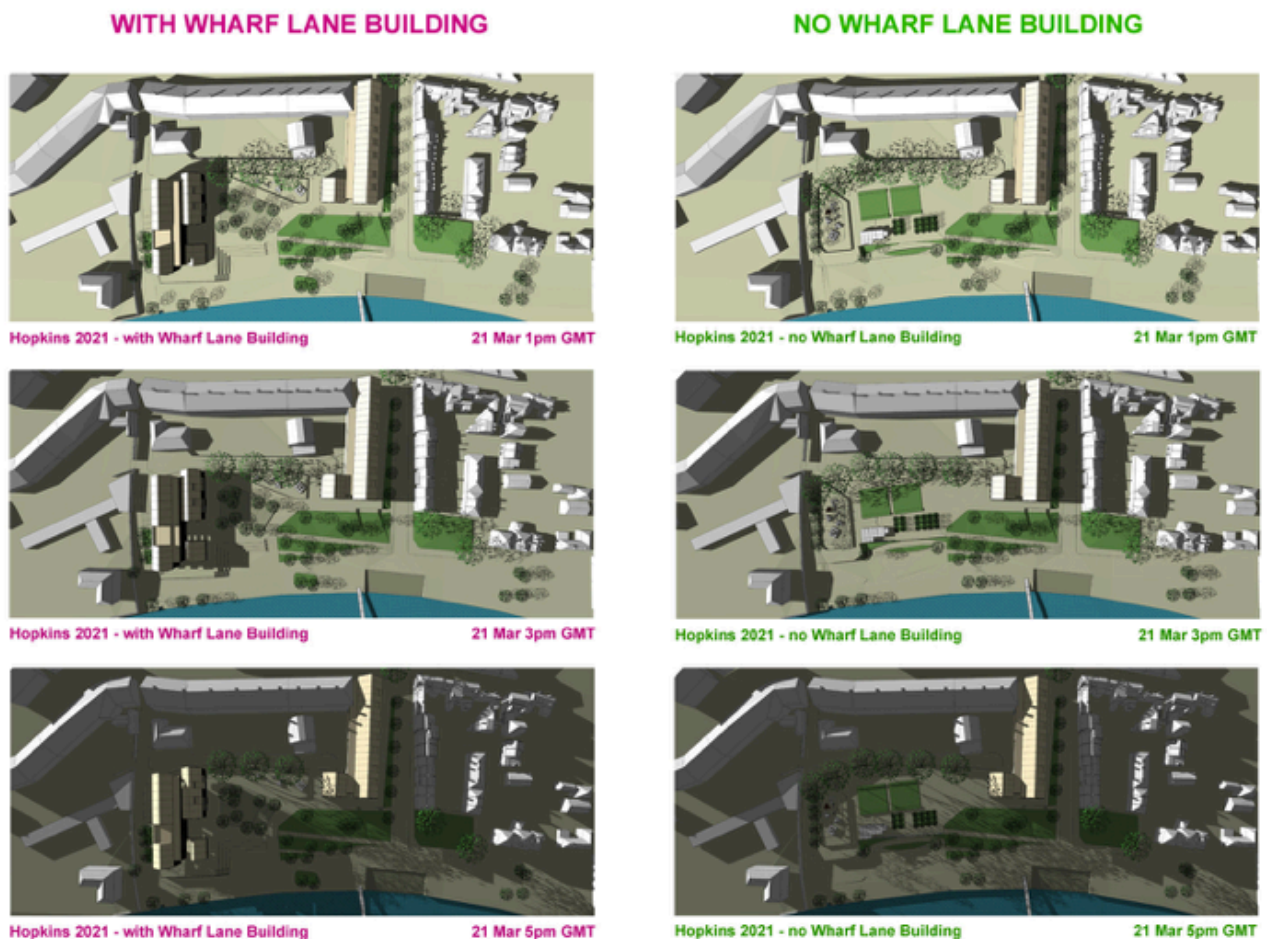 WITH WHARF LANE BUILDING
NO WHARF LANE BUILDING
Hopkins 2021 - with Wharf Lane Building 21 Mar 1pm GMT
Hopkins 2021 - no Wharf Lane Building 21 Mar 1pm GMT
Hopkins 2021 - with Wharf Lane Building 21 Mar 3pm GMT
Hopkins 2021 - no Wharf Lane Building 21 Mar 3pm GMT
Hopkins 2021 - with Wharf Lane Building 21 Mar 5pm GMT
Hopkins 2021 - no Wharf Lane Building 21 Mar 5pm GMT